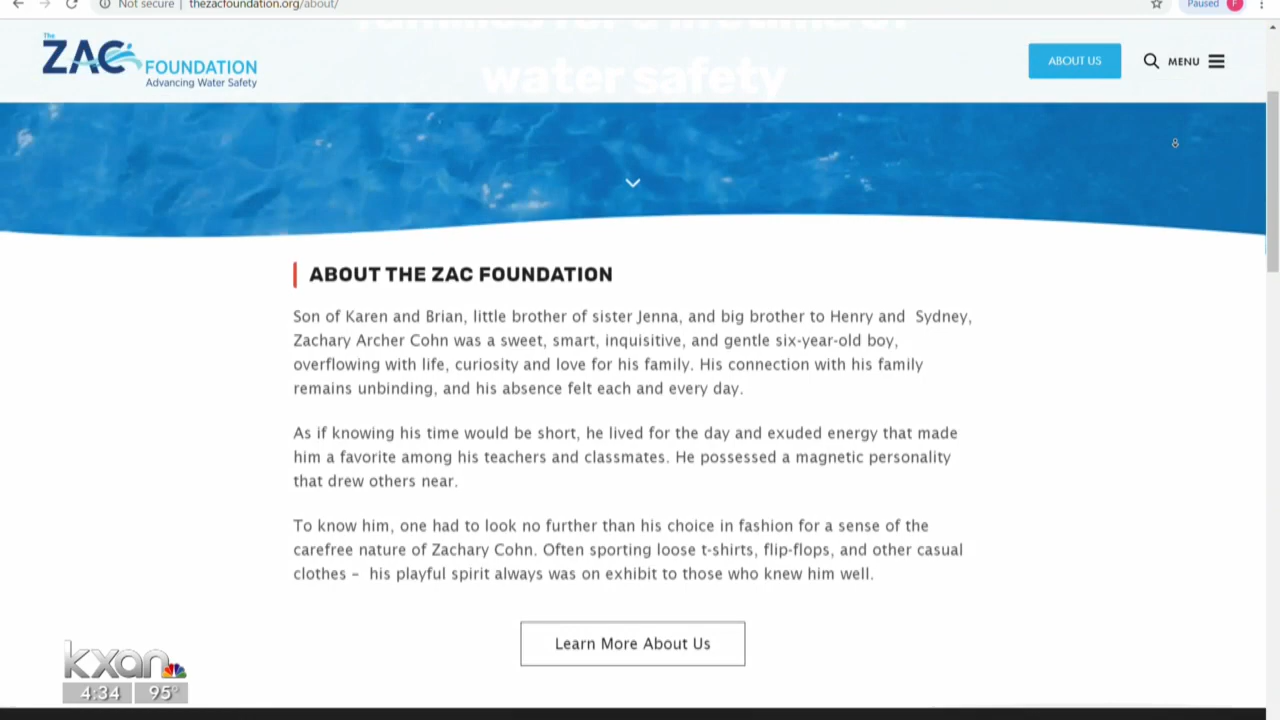 Not secure | thezacfoundation.org/about/
Paused
The
ZAC FOUNDATION
Advancing Water Safety
water safety
ABOUT US
MENU
ABOUT THE ZAC FOUNDATION
Son of Karen and Brian, little brother of sister Jenna, and big brother to Henry and Sydney,
Zachary Archer Cohn was a sweet, smart, inquisitive, and gentle six-year-old boy,
overflowing with life, curiosity and love for his family. His connection with his family
remains unbinding, and his absence felt each and every day.
As if knowing his time would be short, he lived for the day and exuded energy that made
him a favorite among his teachers and classmates. He possessed a magnetic personality
that drew others near.
To know him, one had to look no further than his choice in fashion for a sense of the
carefree nature of Zachary Cohn. Often sporting loose t-shirts, flip-flops, and other casual
clothes – his playful spirit always was on exhibit to those who knew him well.
Learn More About Us
kxan
4:34 95°